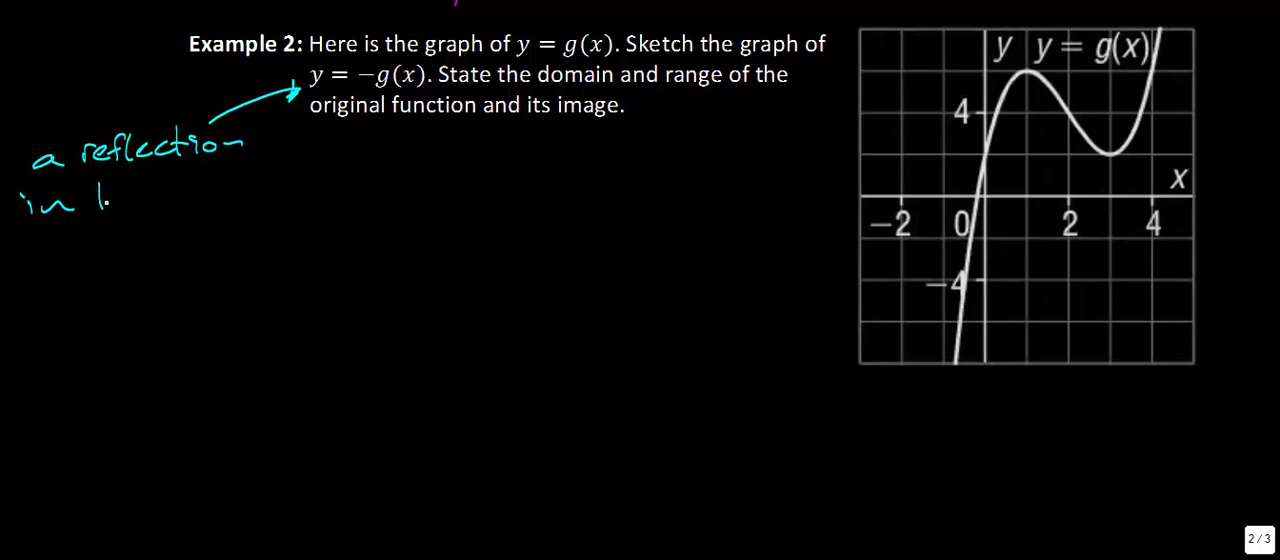 Example 2: Here is the graph of y = g(x). Sketch the graph of
y = −g(x). State the domain and range of the
original function and its image.
a reflection
in
y y = g(x)
4
x
−2 0 2 4
−4
2 / 3